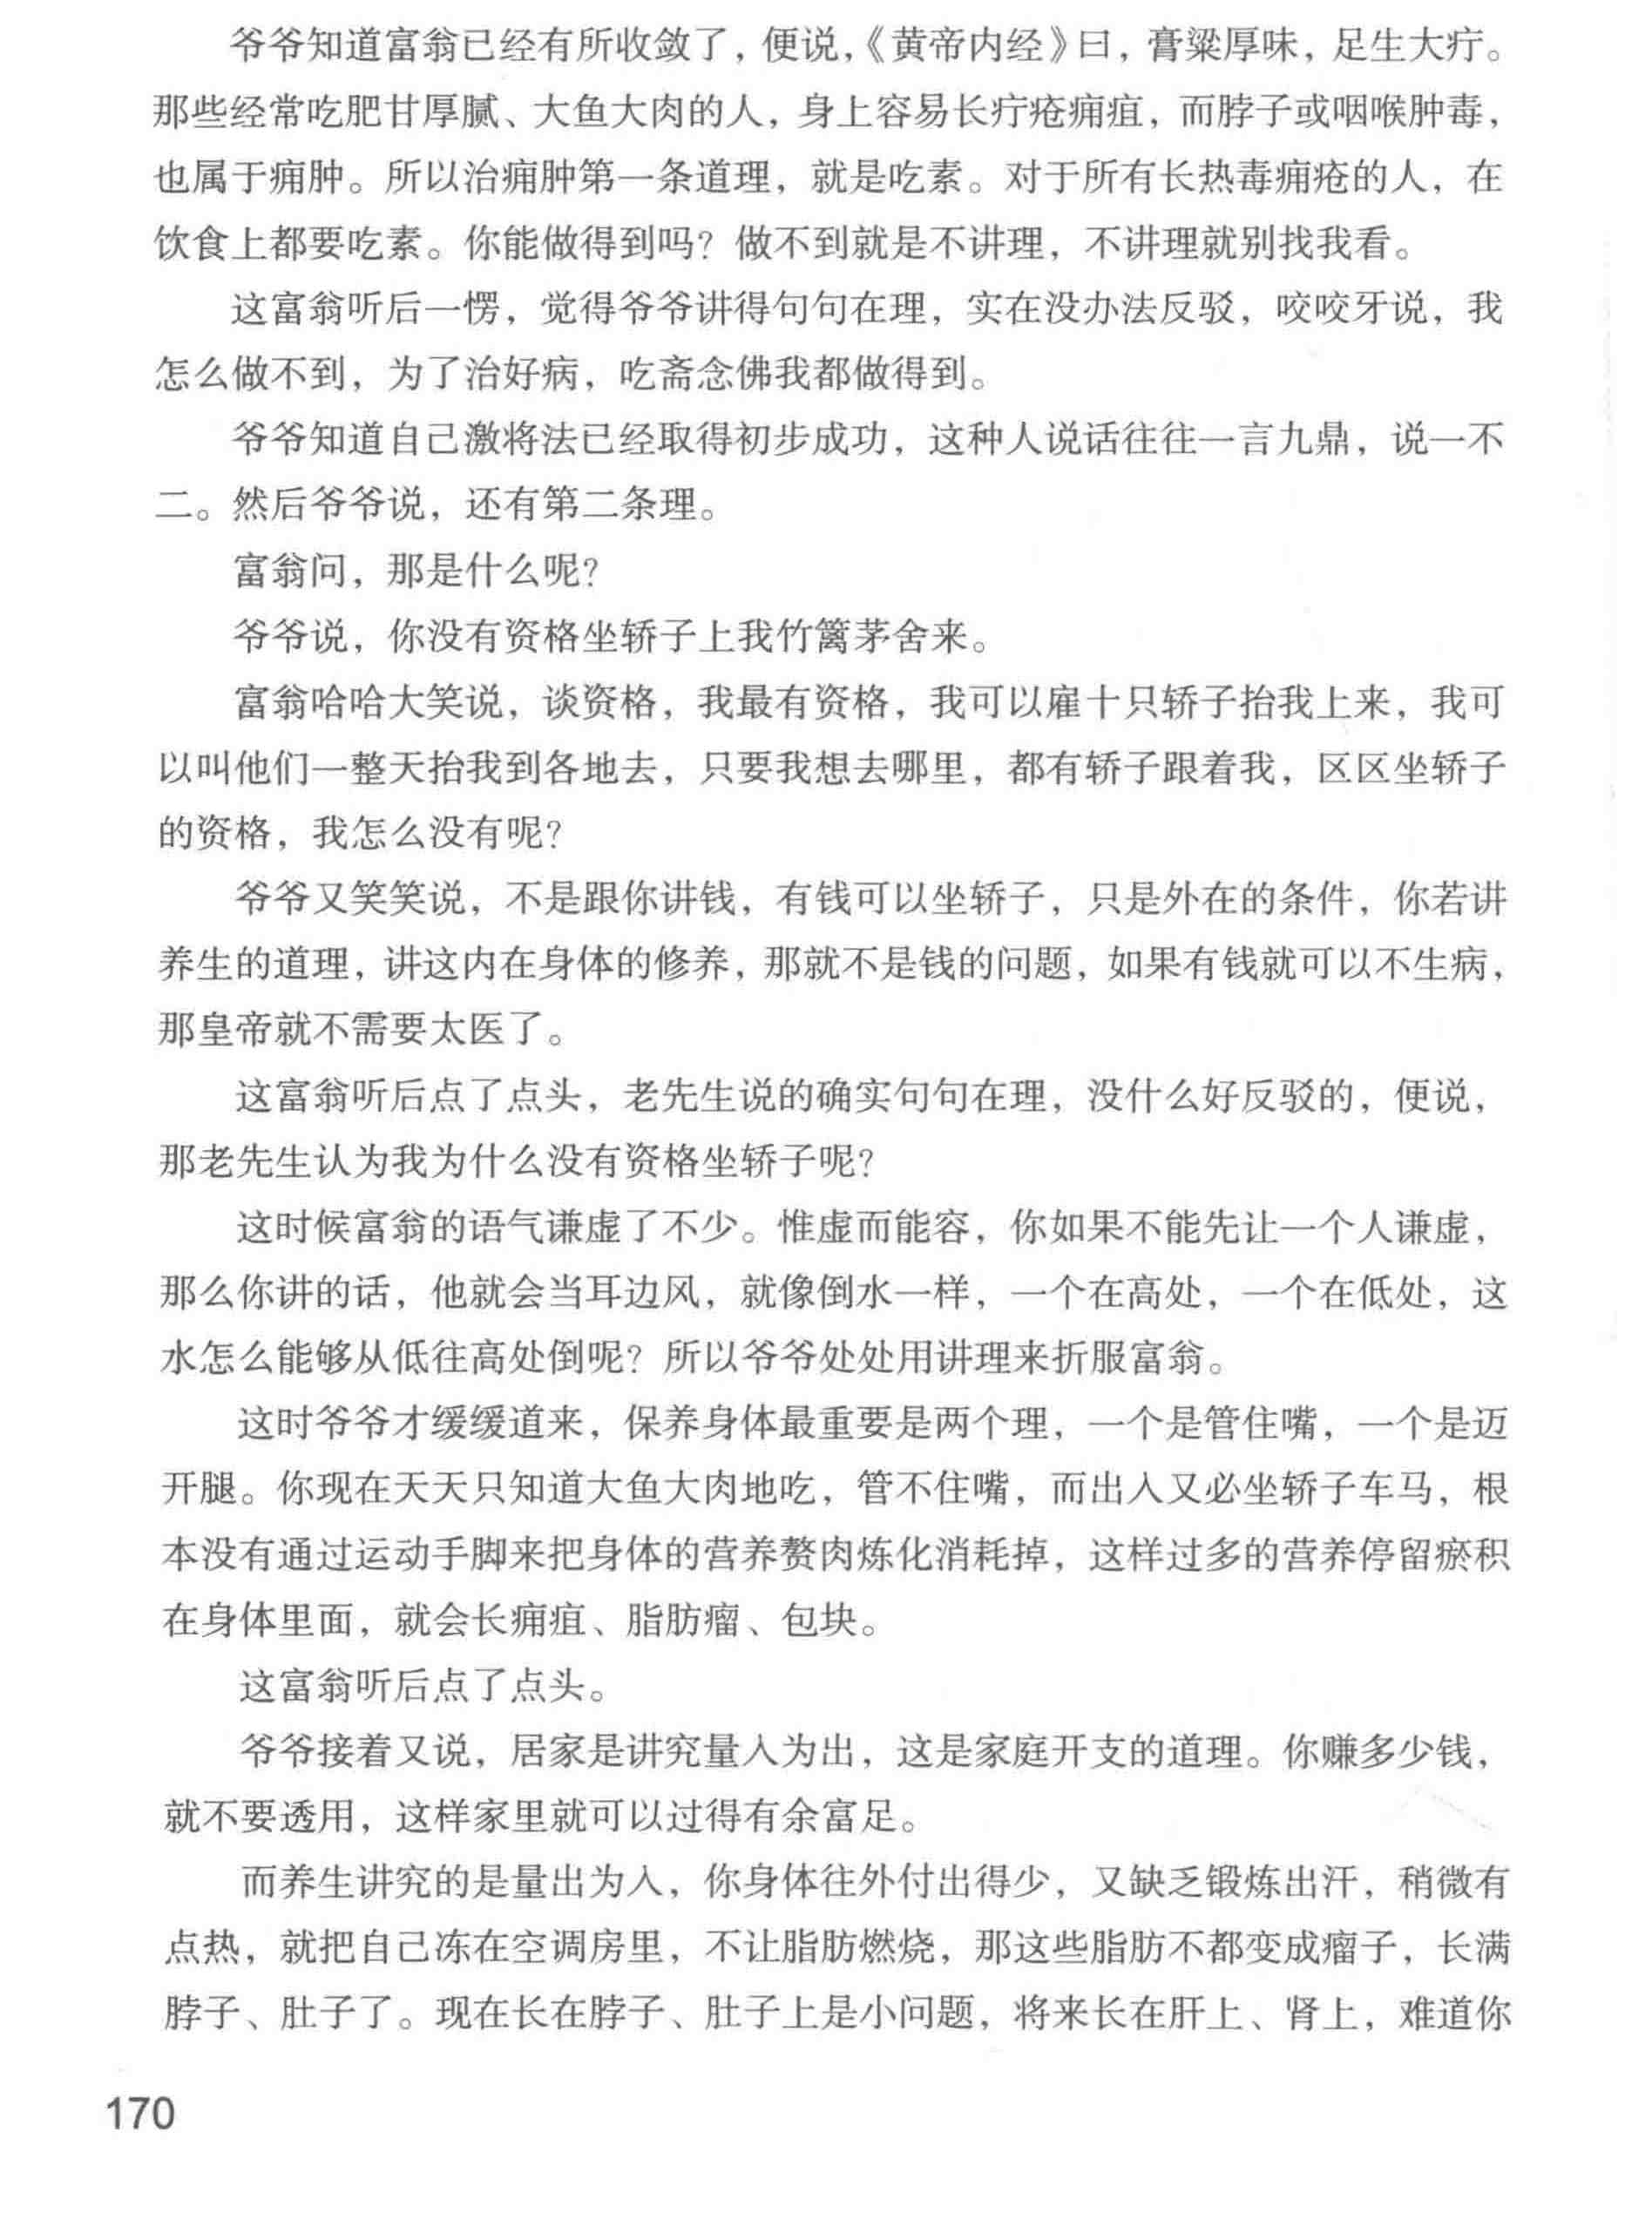 爷爷知道富翁已经有所收敛了，便说，《黄帝内经》曰，膏粱厚味，足生大疔。
那些经常吃肥甘厚腻、大鱼大肉的人，身上容易长疔疮痈疽，而脖子或咽喉肿毒，
也属于痈肿。所以治痈肿第一条道理，就是吃素。对于所有长热毒痈疮的人，在
饮食上都要吃素。你能做得到吗？做不到就是不讲理，不讲理就别找我看。
这富翁听后一愣，觉得爷爷讲得句句在理，实在没办法反驳，咬咬牙说，我
怎么做不到，为了治好病，吃斋念佛我都做得到。
爷爷知道自己激将法已经取得初步成功，这种人说话往往一言九鼎，说一不
二。然后爷爷说，还有第二条理。
富翁问，那是什么呢？
爷爷说，你没有资格坐轿子上我竹篱茅舍来。
富翁哈哈大笑说，谈资格，我最有资格，我可以雇十只轿子抬我上来，我可
以叫他们一整天抬我到各地去，只要我想去哪里，都有轿子跟着我，区区坐轿子
的资格，我怎么没有呢？
爷爷又笑笑说，不是跟你讲钱，有钱可以坐轿子，只是外在的条件，你若讲
养生的道理，讲这内在身体的修养，那就不是钱的问题，如果有钱就可以不生病，
那皇帝就不需要太医了。
这富翁听后点了点头，老先生说的确实句句在理，没什么好反驳的，便说，
那老先生认为我为什么没有资格坐轿子呢？
这时候富翁的语气谦虚了不少。惟虚而能容，你如果不能先让一个人谦虚，
那么你讲的话，他就会当耳边风，就像倒水一样，一个在高处，一个在低处，这
水怎么能够从低往高处倒呢？所以爷爷处处用讲理来折服富翁。
这时爷爷才缓缓道来，保养身体最重要是两个理，一个是管住嘴，一个是迈
开腿。你现在天天只知道大鱼大肉地吃，管不住嘴，而出入又必坐轿子车马，根
本没有通过运动手脚来把身体的营养赘肉炼化消耗掉，这样过多的营养停留瘀积
在身体里面，就会长痈疽、脂肪瘤、包块。
这富翁听后点了点头。
爷爷接着又说，居家是讲究量入为出，这是家庭开支的道理。你赚多少钱，
就不要透用，这样家里就可以过得有余富足。
而养生讲究的是量出为入，你身体往外付出得少，又缺乏锻炼出汗，稍微有
点热，就把自己冻在空调房里，不让脂肪燃烧，那这些脂肪不都变成瘤子，长满
脖子、肚子了。现在长在脖子、肚子上是小问题，将来长在肝上、肾上，难道你
170